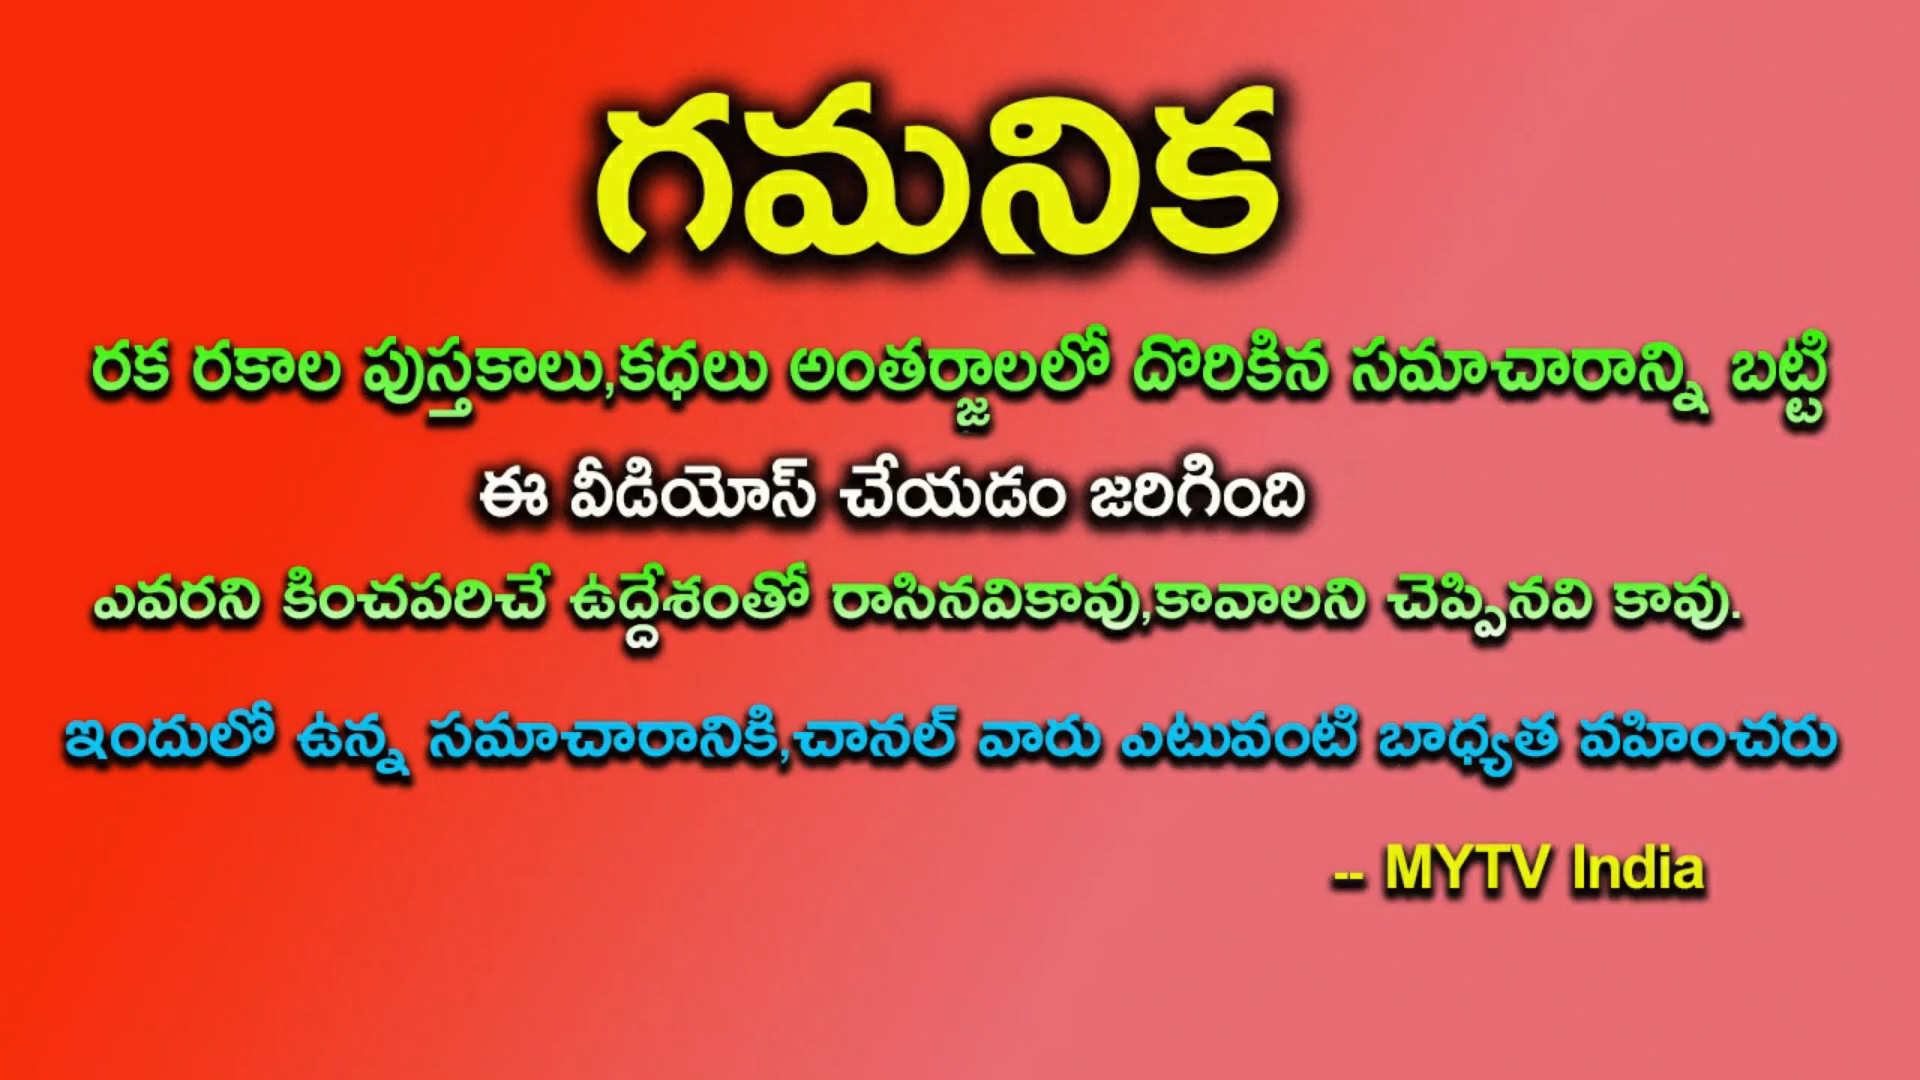 గమనిక
రక రకాల పుస్తకాలు,కధలు అంతర్జాలలో దొరికిన సమాచారాన్ని బట్టి
ఈ వీడియోస్ చేయడం జరిగింది
ఎవరని కించపరిచే ఉద్దేశంతో రాసినవికావు,కావాలని చెప్పినవి కావు.
ఇందులో ఉన్న సమాచారానికి,చానల్ వారు ఎటువంటి బాధ్యత వహించరు
-- MYTV India